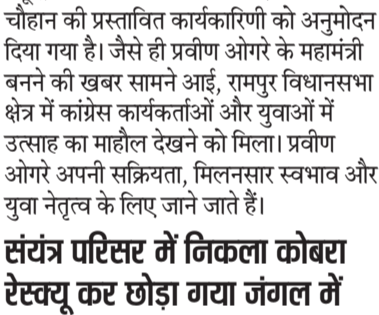 चौहान की प्रस्तावित कार्यकारिणी को अनुमोदन
दिया गया है। जैसे ही प्रवीण ओगरे के महामंत्री
बनने की खबर सामने आई, रामपुर विधानसभा
क्षेत्र में कांग्रेस कार्यकर्ताओं और युवाओं में
उत्साह का माहौल देखने को मिला। प्रवीण
ओगरे अपनी सक्रियता, मिलनसार स्वभाव और
युवा नेतृत्व के लिए जाने जाते हैं।
संयंत्र परिसर में निकला कोबरा
रेस्क्यू कर छोड़ा गया जंगल में